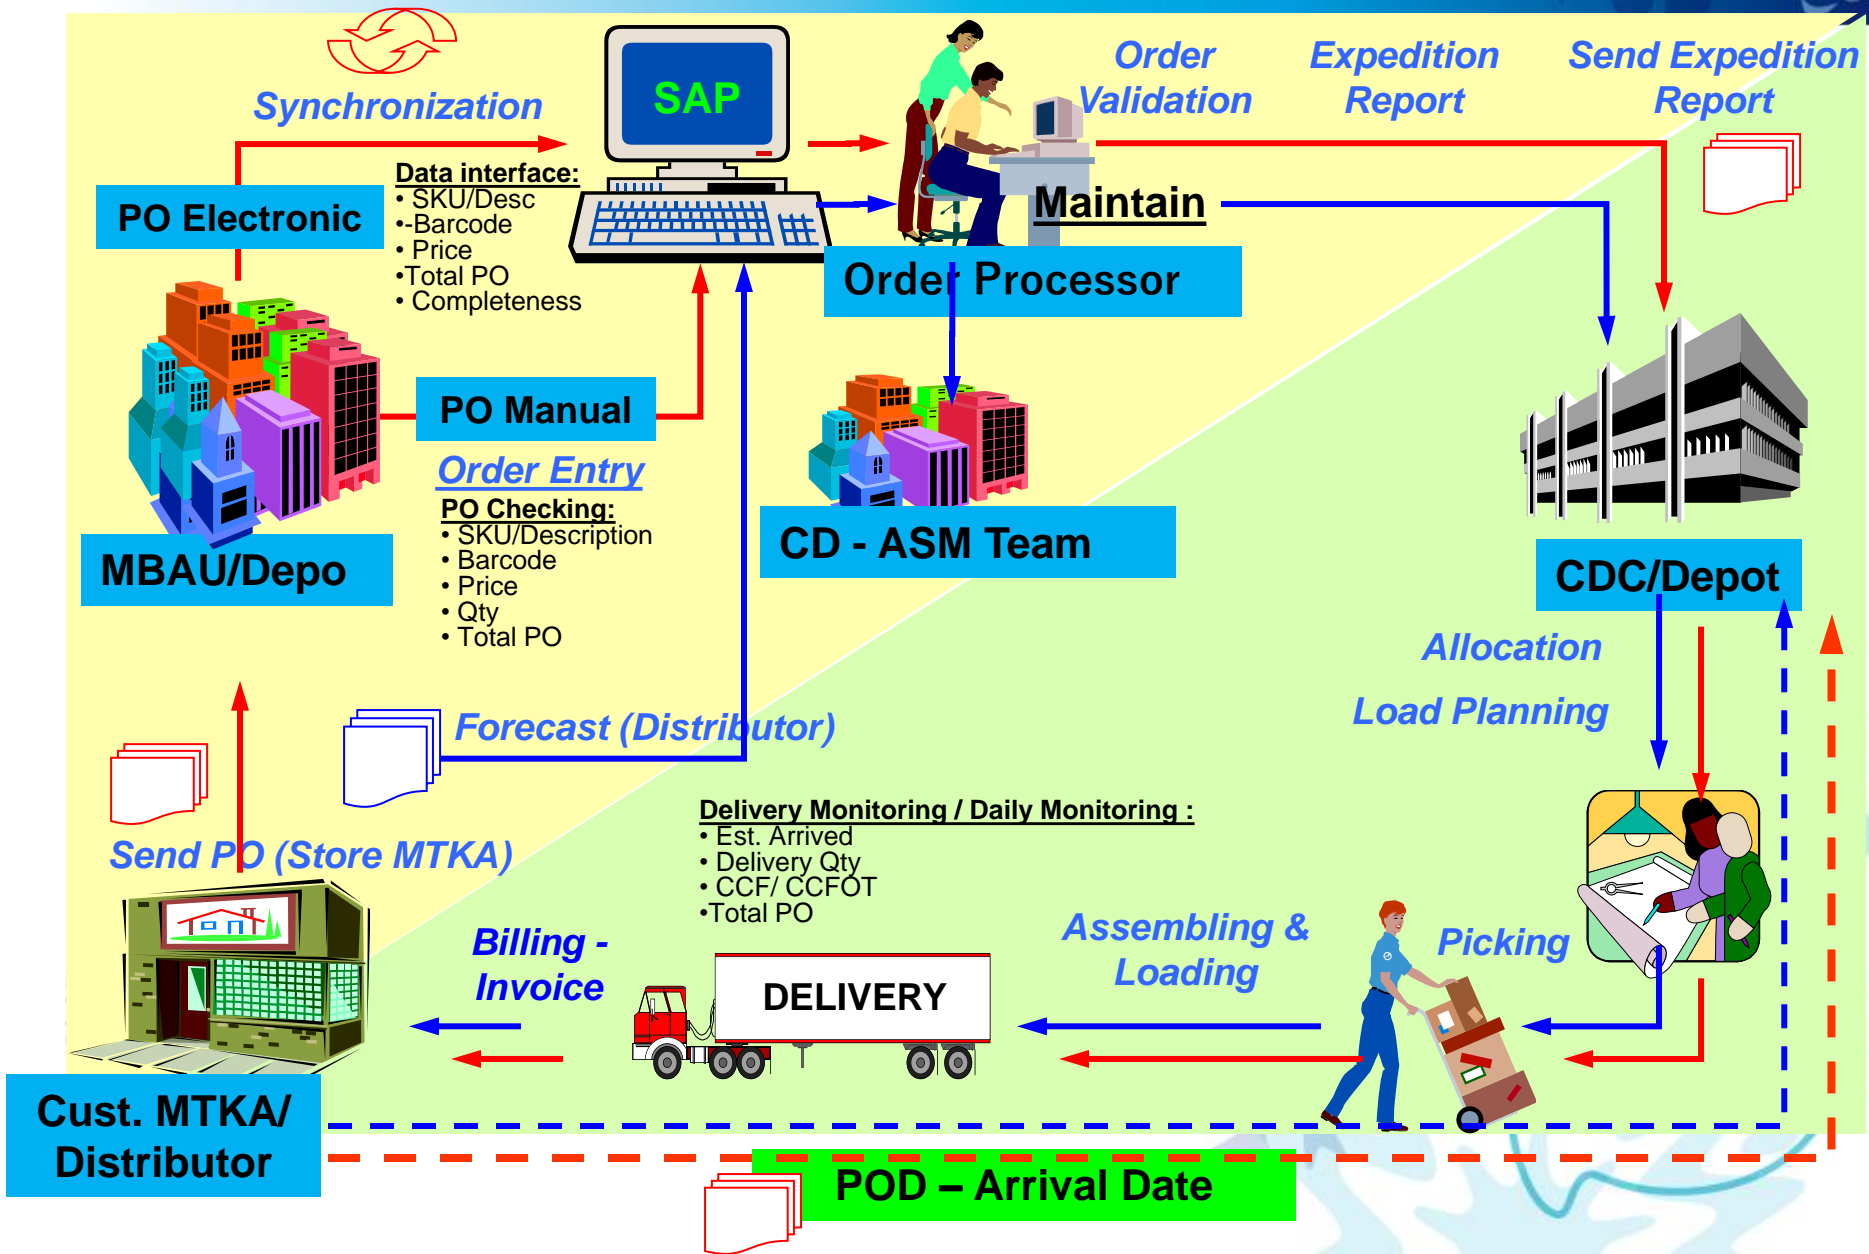 Synchronization
SAP
Order
Validation
Expedition
Report
Send Expedition
Report
PO Electronic
Data interface:
• SKU/Desc
•-Barcode
• Price
•Total PO
• Completeness
Maintain
Order Processor
PO Manual
Order Entry
PO Checking:
• SKU/Description
• Barcode
• Price
• Qty
• Total PO
MBAU/Depo
CD - ASM Team
CDC/Depot
Allocation
Load Planning
Forecast (Distributor)
Send PO (Store MTKA)
Delivery Monitoring / Daily Monitoring :
• Est. Arrived
• Delivery Qty
• CCF/ CCFOT
•Total PO
Billing -
Invoice
DELIVERY
Assembling &
Loading
Picking
Cust. MTKA/
Distributor
POD – Arrival Date